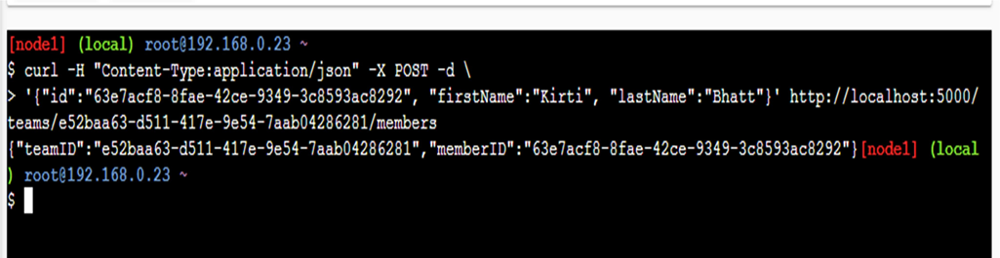 [node1] (local) root@192.168.0.23 ~
$ curl -H "Content-Type:application/json" -X POST -d \
> '{"id":"63e7acf8-8fae-42ce-9349-3c8593ac8292", "firstName":"Kirti", "lastName":"Bhatt"}' http://localhost:5000/
teams/e52baa63-d511-417e-9e54-7aab04286281/members
{"teamID":"e52baa63-d511-417e-9e54-7aab04286281","memberID":"63e7acf8-8fae-42ce-9349-3c8593ac8292"}[node1] (local
) root@192.168.0.23 ~
$